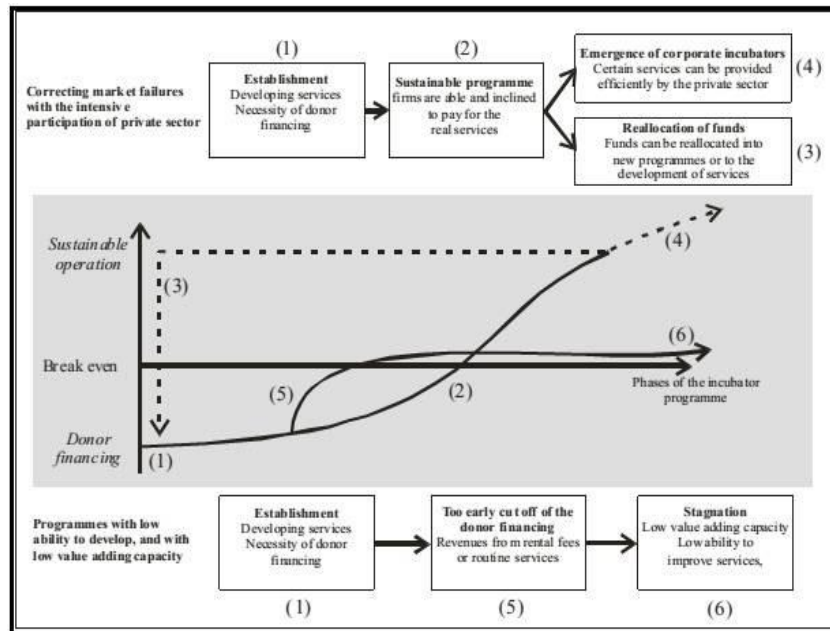 (1)
(2)
Correcting market failures
with the intensive
participation of private sector
Establishment
Developing services
Necessity of donor
financing
Sustainable programme
firms are able and inclined
to pay for the
real services
Emergence of corporate incubators
Certain services can be provided
efficiently by the private sector
(4)
Reallocation of funds
Funds can be reallocated into
new programmes or to the
development of services
(3)
Sustainable
operation
(3)
(4)
Break even
(6)
(5)
(2)
Phases of the incubator
programme
Donor
financing
(1)
Programmes with low
ability to develop, and with
low value adding capacity
Establishment
Developing services
Necessity of donor
financing
Too early cut off of the
donor financing
Revenues from rental fees
or routine services
Stagnation
Low value adding capacity
Low ability to
improve services,
(1)
(5)
(6)